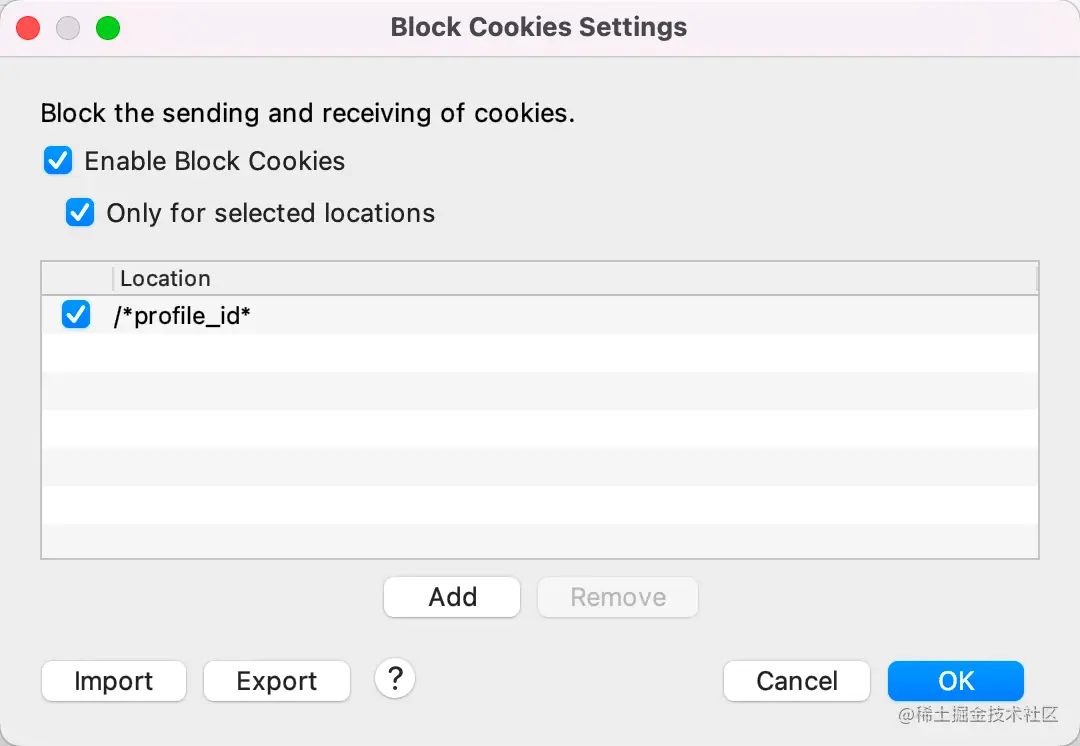 Block Cookies Settings
Block the sending and receiving of cookies.
Enable Block Cookies
Only for selected locations
Location
/*profile_id*
Add Remove
Import Export ? Cancel OK
@稀土掘金技术社区